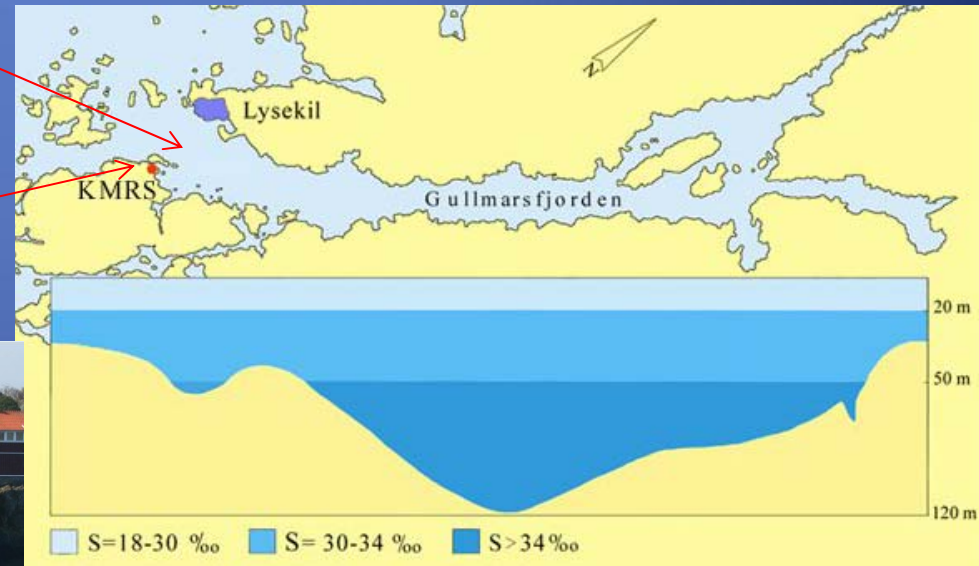 Lysekil
KMRS
Gullmarsfjorden
N
20 m
50 m
120 m
S=18-30 ‰
S= 30-34 ‰
S>34‰